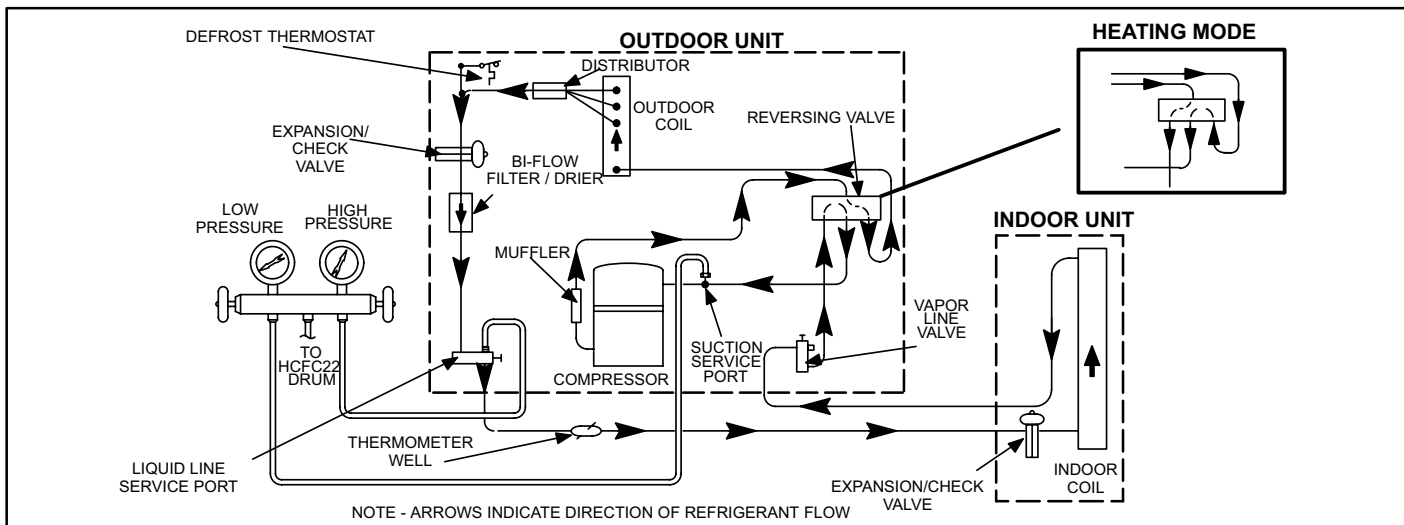 OUTDOOR UNIT
HEATING MODE
DEFROST THERMOSTAT
DISTRIBUTOR
OUTDOOR
COIL
REVERSING VALVE
EXPANSION/
CHECK
VALVE
BI-FLOW
FILTER / DRIER
LOW
PRESSURE
HIGH
PRESSURE
INDOOR UNIT
MUFFLER
VAPOR
LINE
VALVE
TO
HCFC22
DRUM
SUCTION
SERVICE
PORT
COMPRESSOR
THERMOMETER
WELL
LIQUID LINE
SERVICE PORT
EXPANSION/CHECK
VALVE
INDOOR
COIL
NOTE - ARROWS INDICATE DIRECTION OF REFRIGERANT FLOW